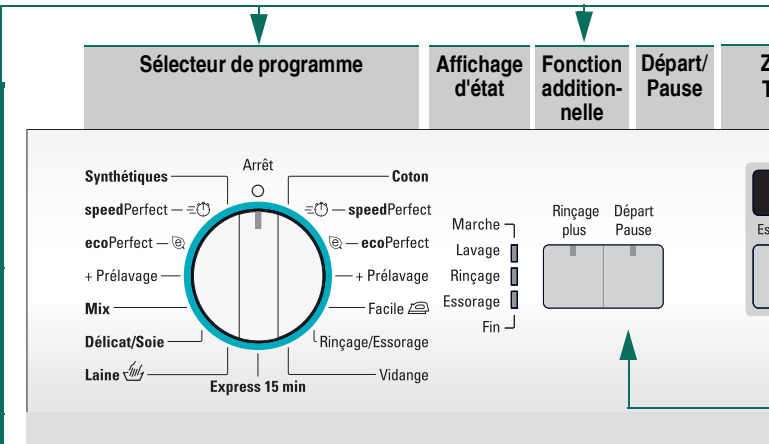 Sélecteur de programme
Affichage
d'état
Fonction
addition-
nelle
Départ/
Pause
Z
T
Arrêt
Synthétiques
speedPerfect
ecoPerfect
+ Prélavage
Mix
Délicat/Soie
Laine
Express 15 min
Coton
speedPerfect
ecoPerfect
+ Prélavage
Facile
Rinçage/Essorage
Vidange
Marche
Lavage
Rinçage
Essorage
Fin
Rinçage
plus
Départ
Pause
Es